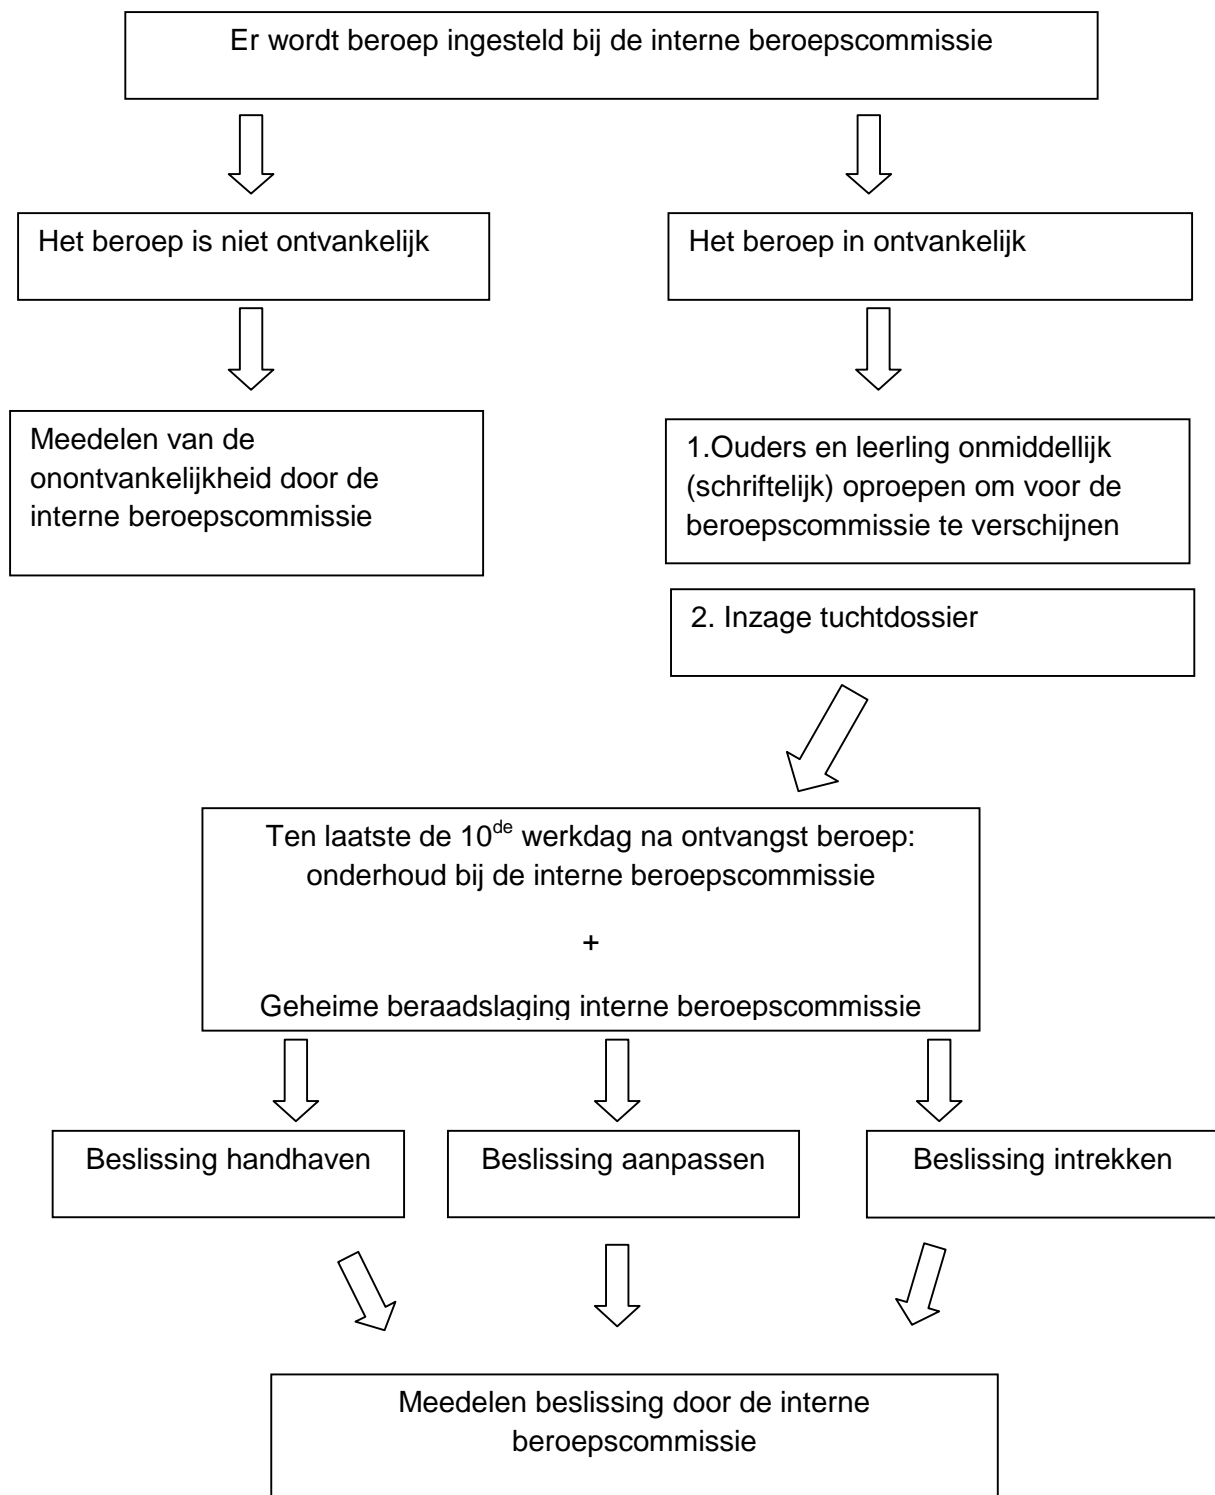 Er wordt beroep ingesteld bij de interne beroepscommissie
Het beroep is niet ontvankelijk
Het beroep in ontvankelijk
Meedelen van de
onontvankelijkheid door de
interne beroepscommissie
1.Ouders en leerling onmiddellijk
(schriftelijk) oproepen om voor de
beroepscommissie te verschijnen
2. Inzage tuchtdossier
Ten laatste de 10de werkdag na ontvangst beroep:
onderhoud bij de interne beroepscommissie
+
Geheime beraadslaging interne beroepscommissie
Beslissing handhaven
Beslissing aanpassen
Beslissing intrekken
Meedelen beslissing door de interne
beroepscommissie